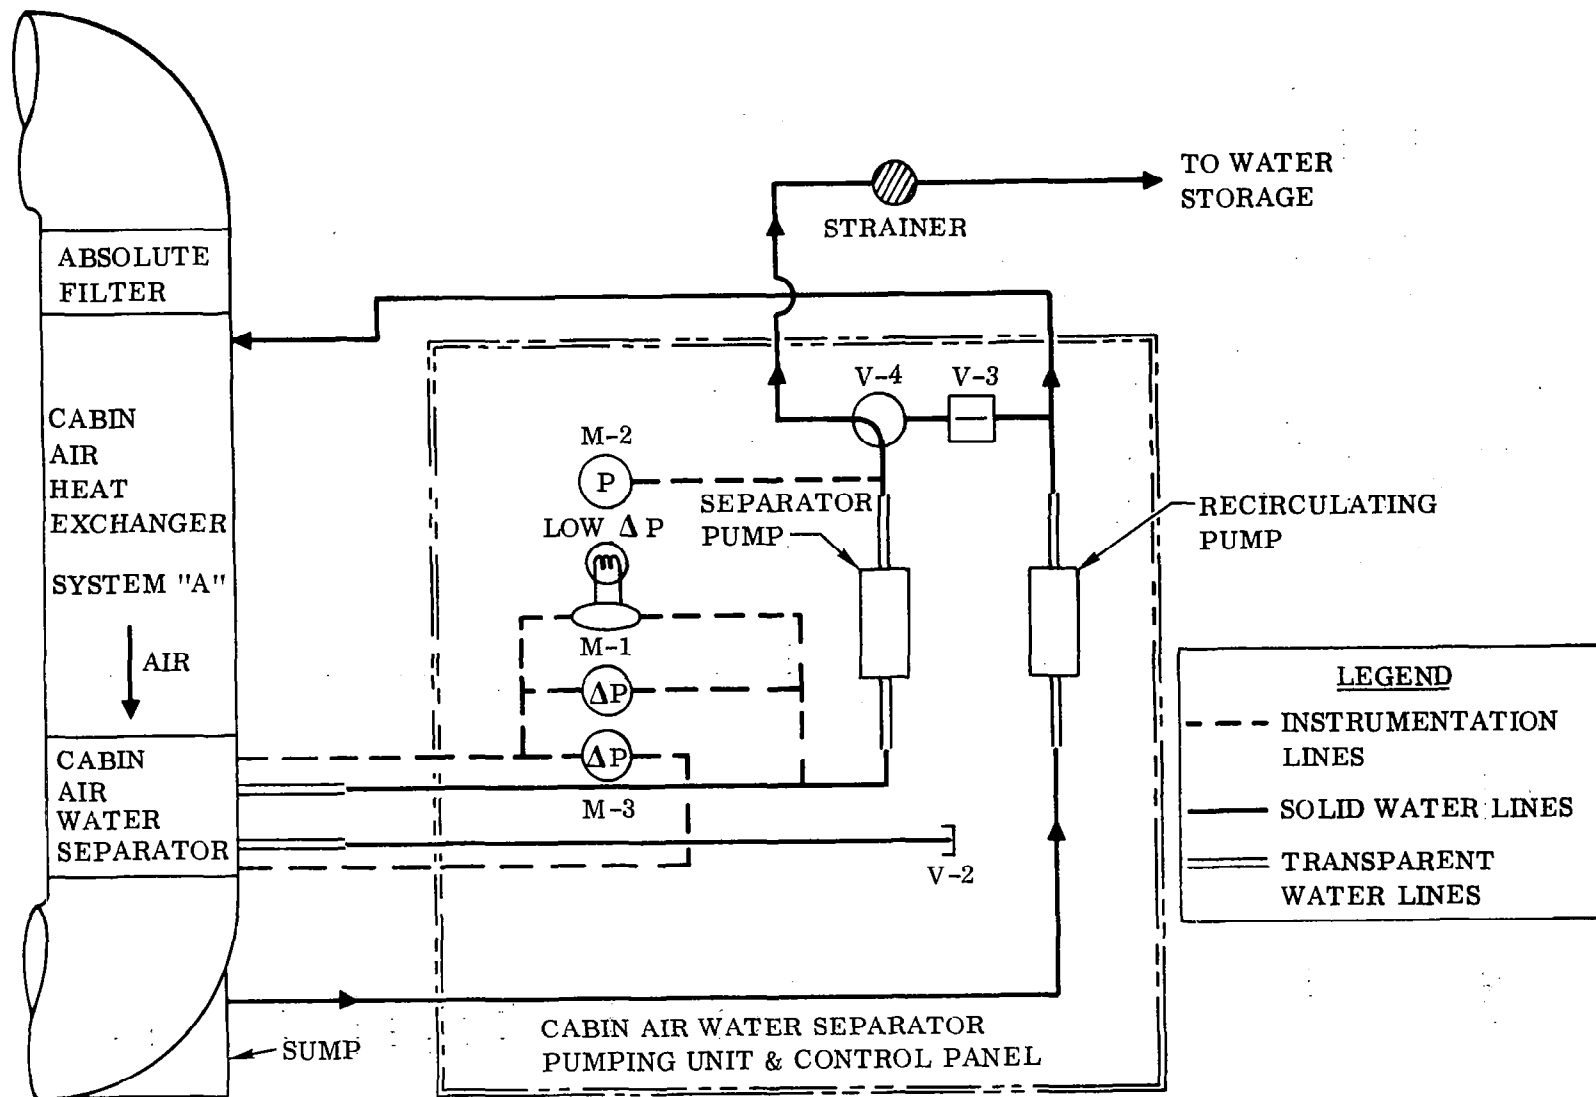 TO WATER
STORAGE
STRAINER
ABSOLUTE
FILTER
V-4
V-3
CABIN
AIR
HEAT
EXCHANGER
SYSTEM "A"
AIR
M-2
P
LOW Δ P
SEPARATOR
PUMP
RECIRCULATING
PUMP
M-1
ΔP
ΔP
M-3
CABIN
AIR
WATER
SEPARATOR
V-2
LEGEND
INSTRUMENTATION
LINES
SOLID WATER LINES
TRANSPARENT
WATER LINES
SUMP
CABIN AIR WATER SEPARATOR
PUMPING UNIT & CONTROL PANEL